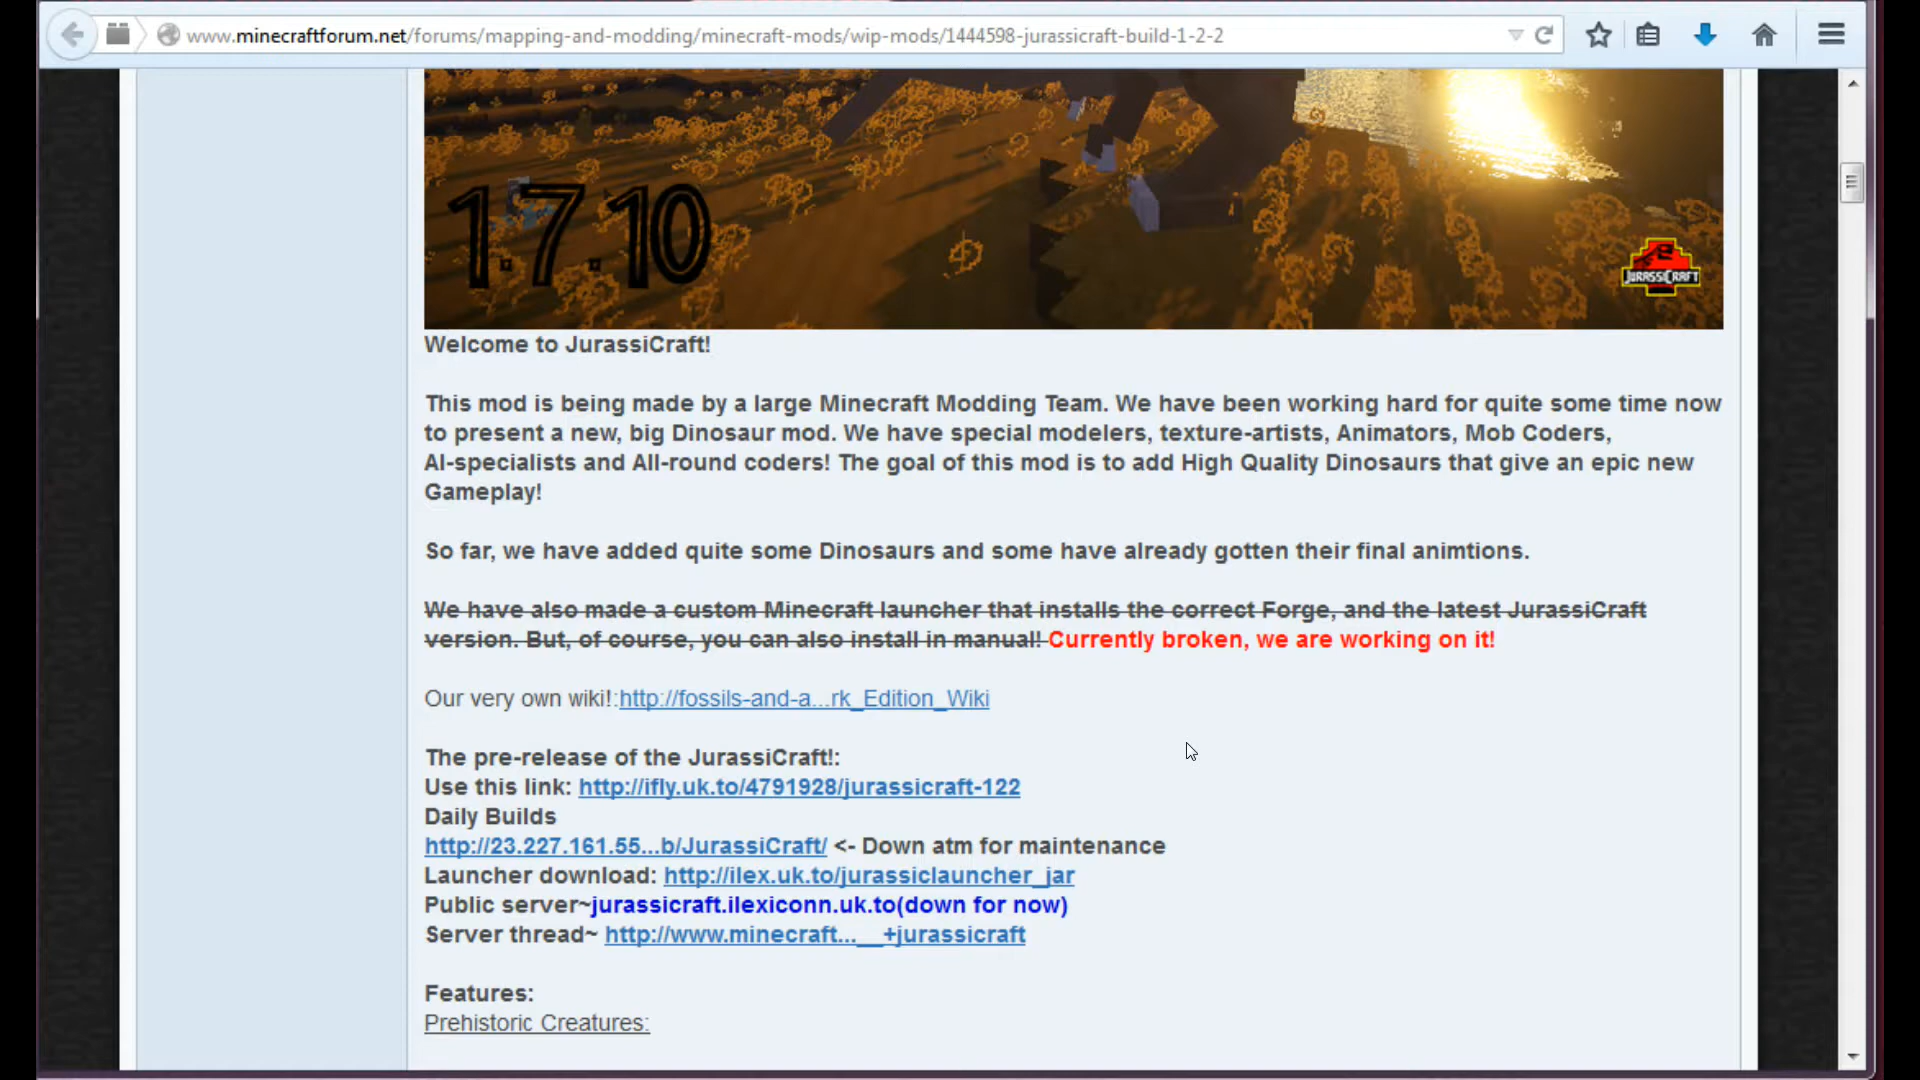 www.minecraftforum.net/forums/mapping-and-modding/minecraft-mods/wip-mods/1444598-jurassicraft-build-1-2-2
1.7.10
JURASSICRAFT
Welcome to JurassiCraft!
This mod is being made by a large Minecraft Modding Team. We have been working hard for quite some time now
to present a new, big Dinosaur mod. We have special modelers, texture-artists, Animators, Mob Coders,
AI-specialists and All-round coders! The goal of this mod is to add High Quality Dinosaurs that give an epic new
Gameplay!
So far, we have added quite some Dinosaurs and some have already gotten their final animtions.
We have also made a custom Minecraft launcher that installs the correct Forge, and the latest JurassiCraft
version. But, of course, you can also install in manual! Currently broken, we are working on it!
Our very own wiki!:http://fossils-and-a...rk_Edition_Wiki
The pre-release of the JurassiCraft!:
Use this link: http://ifly.uk.to/4791928/jurassicraft-122
Daily Builds
http://23.227.161.55...b/JurassiCraft/ <- Down atm for maintenance
Launcher download: http://ilex.uk.to/jurassiclauncher_jar
Public server~jurassicraft.ilexiconn.uk.to(down for now)
Server thread~ http://www.minecraft...__+jurassicraft
Features:
Prehistoric Creatures: